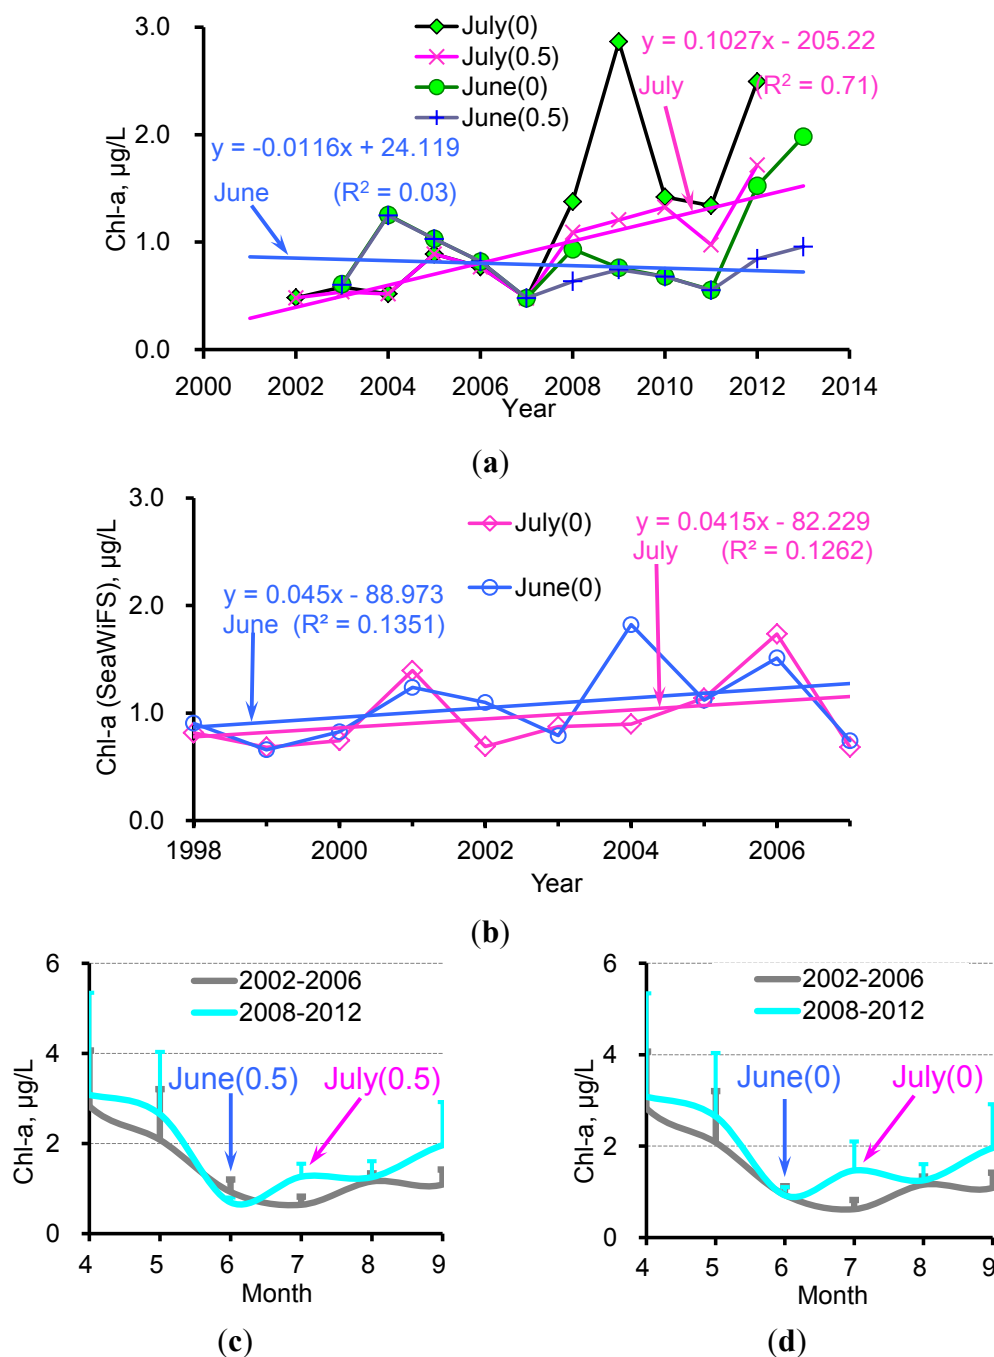 3.0
2.0
1.0
0.0
Chl-a, µg/L
July(0)
July(0.5)
June(0)
June(0.5)
y = 0.1027x - 205.22
July
(R² = 0.71)
y = -0.0116x + 24.119
June
(R² = 0.03)
2000 2002 2004 2006 2008 2010 2012 2014
Year
(a)
3.0
2.0
1.0
0.0
Chl-a (SeaWiFS), µg/L
July(0)
June(0)
y = 0.0415x - 82.229
July (R² = 0.1262)
y = 0.045x - 88.973
June (R² = 0.1351)
1998 2000 2002 2004 2006
Year
(b)
6
4
2
0
Chl-a, µg/L
2002-2006
2008-2012
June(0.5)
July(0.5)
4 5 6 7 8 9
Month
(c)
6
4
2
0
Chl-a, µg/L
2002-2006
2008-2012
June(0)
July(0)
4 5 6 7 8 9
Month
(d)